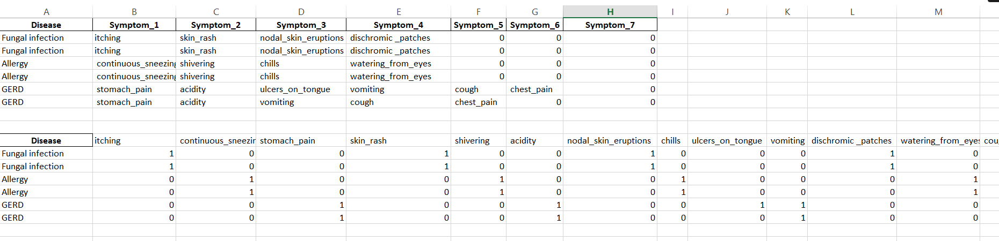 A B C D E F G H I J K L M
Disease Symptom_1 Symptom_2 Symptom_3 Symptom_4 Symptom_5 Symptom_6 Symptom_7
Fungal infection itching skin_rash nodal_skin_eruptions dischromic _patches 0 0 0
Fungal infection itching skin_rash nodal_skin_eruptions dischromic _patches 0 0 0
Allergy continuous_sneezing shivering chills watering_from_eyes 0 0 0
Allergy continuous_sneezing shivering chills watering_from_eyes 0 0 0
GERD stomach_pain acidity ulcers_on_tongue vomiting cough chest_pain 0
GERD stomach_pain acidity vomiting cough chest_pain 0 0
Disease itching continuous_sneezin stomach_pain skin_rash shivering acidity nodal_skin_eruptions chills ulcers_on_tongue vomiting dischromic _patches watering_from_eyes cou
Fungal infection 1 0 0 1 0 0 1 0 0 0 1 0
Fungal infection 1 0 0 1 0 0 1 0 0 0 1 0
Allergy 0 1 0 0 1 0 0 1 0 0 0 1
Allergy 0 1 0 0 1 0 0 1 0 0 0 1
GERD 0 0 1 0 0 1 0 0 1 1 0 0
GERD 0 0 1 0 0 1 0 0 0 1 0 0